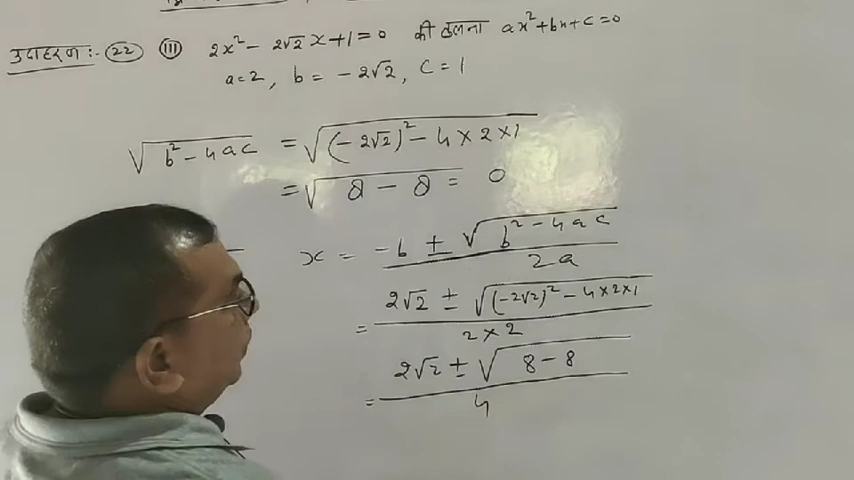 उदाहरण :- (22) (III) 2x² - 2√2 x + 1 = 0 की तुलना ax² + bx + c = 0
a = 2, b = -2√2, c = 1
√(b² - 4ac) = √((-2√2)² - 4 × 2 × 1)
= √(8 - 8) = 0
x = (-b ± √(b² - 4ac)) / 2a
= (2√2 ± √((-2√2)² - 4×2×1)) / (2 × 2)
= (2√2 ± √(8 - 8)) / 4